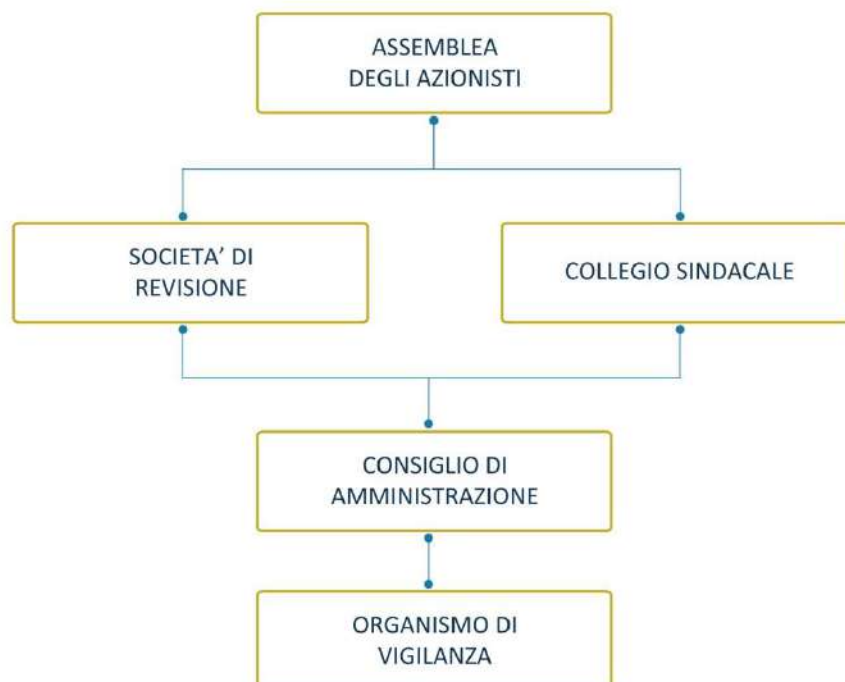 ASSEMBLEA
DEGLI AZIONISTI
SOCIETA’ DI
REVISIONE
COLLEGIO SINDACALE
CONSIGLIO DI
AMMINISTRAZIONE
ORGANISMO DI
VIGILANZA